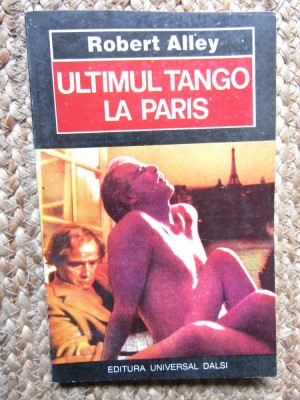 Robert Alley
ULTIMUL TANGO
LA PARIS
EDITURA UNIVERSAL DALSI